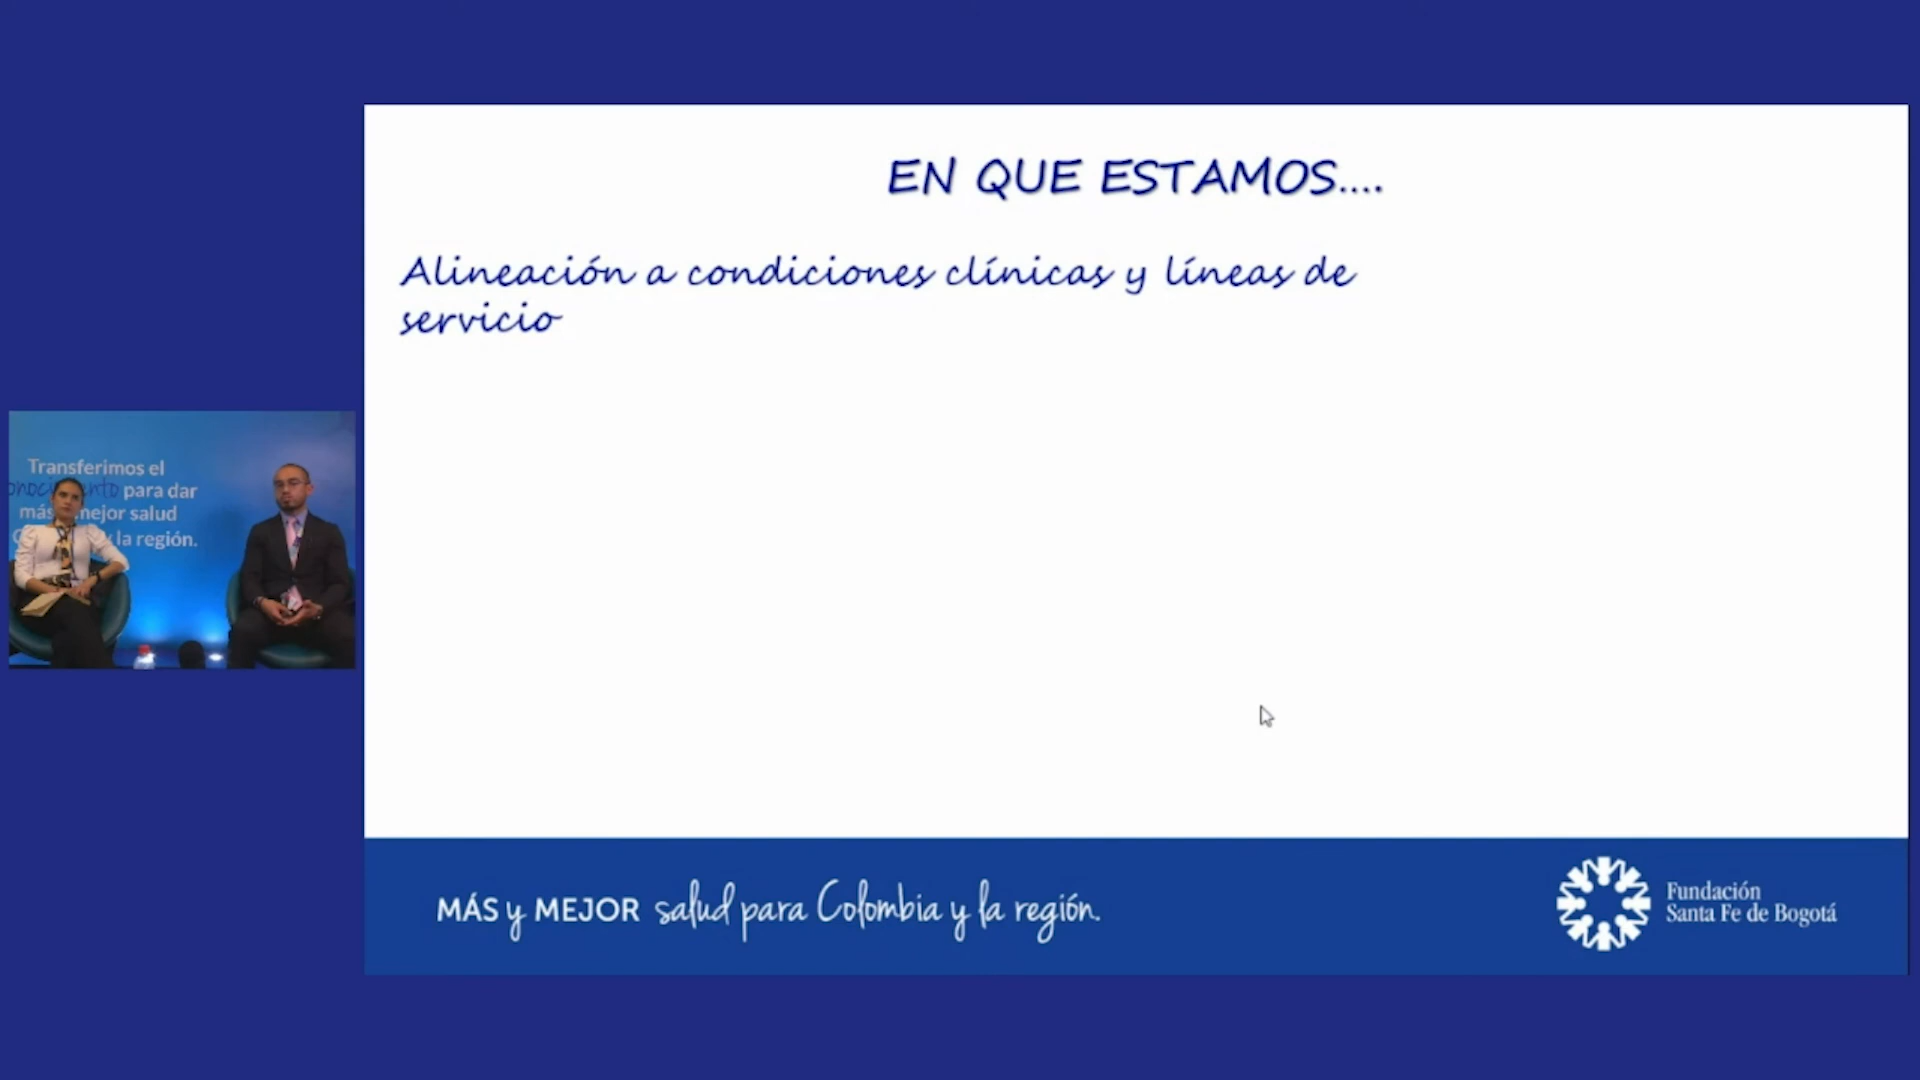 EN QUE ESTAMOS....
Alineación a condiciones clínicas y líneas de
servicio
Transferimos el
para dar
más mejor salud
la región.
MÁS y MEJOR salud para Colombia y la región.
Fundación
Santa Fe de Bogotá